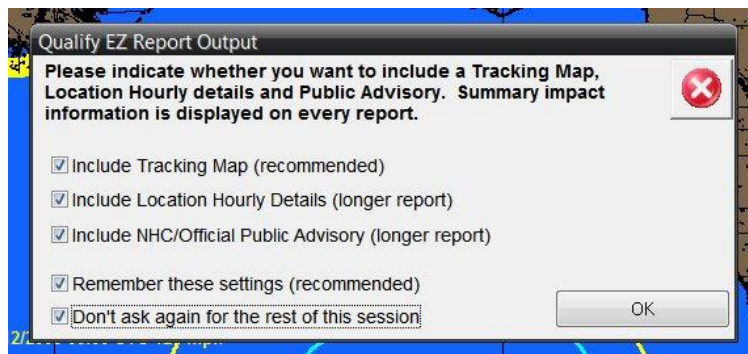 Qualify EZ Report Output
Please indicate whether you want to include a Tracking Map,
Location Hourly details and Public Advisory. Summary impact
information is displayed on every report.
Include Tracking Map (recommended)
Include Location Hourly Details (longer report)
Include NHC/Official Public Advisory (longer report)
Remember these settings (recommended)
Don't ask again for the rest of this session
OK